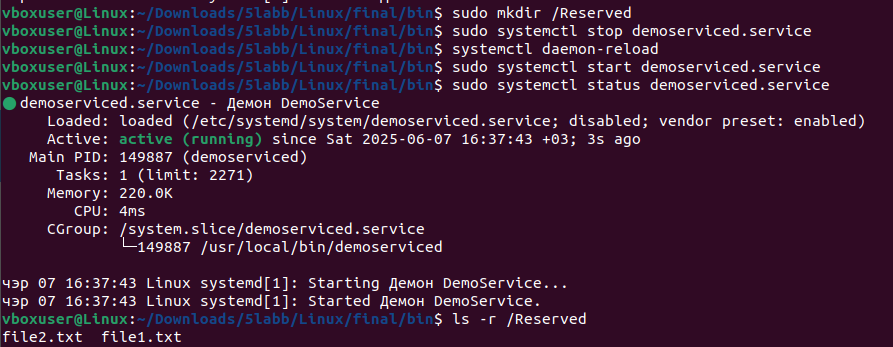 vboxuser@Linux:~/Downloads/5labb/Linux/final/bin$ sudo mkdir /Reserved
vboxuser@Linux:~/Downloads/5labb/Linux/final/bin$ sudo systemctl stop demoserviced.service
vboxuser@Linux:~/Downloads/5labb/Linux/final/bin$ systemctl daemon-reload
vboxuser@Linux:~/Downloads/5labb/Linux/final/bin$ sudo systemctl start demoserviced.service
vboxuser@Linux:~/Downloads/5labb/Linux/final/bin$ sudo systemctl status demoserviced.service
● demoserviced.service - Демон DemoService
Loaded: loaded (/etc/systemd/system/demoserviced.service; disabled; vendor preset: enabled)
Active: active (running) since Sat 2025-06-07 16:37:43 +03; 3s ago
Main PID: 149887 (demoserviced)
Tasks: 1 (limit: 2271)
Memory: 220.0K
CPU: 4ms
CGroup: /system.slice/demoserviced.service
└─149887 /usr/local/bin/demoserviced
чэр 07 16:37:43 Linux systemd[1]: Starting Демон DemoService...
чэр 07 16:37:43 Linux systemd[1]: Started Демон DemoService.
vboxuser@Linux:~/Downloads/5labb/Linux/final/bin$ ls -r /Reserved
file2.txt  file1.txt